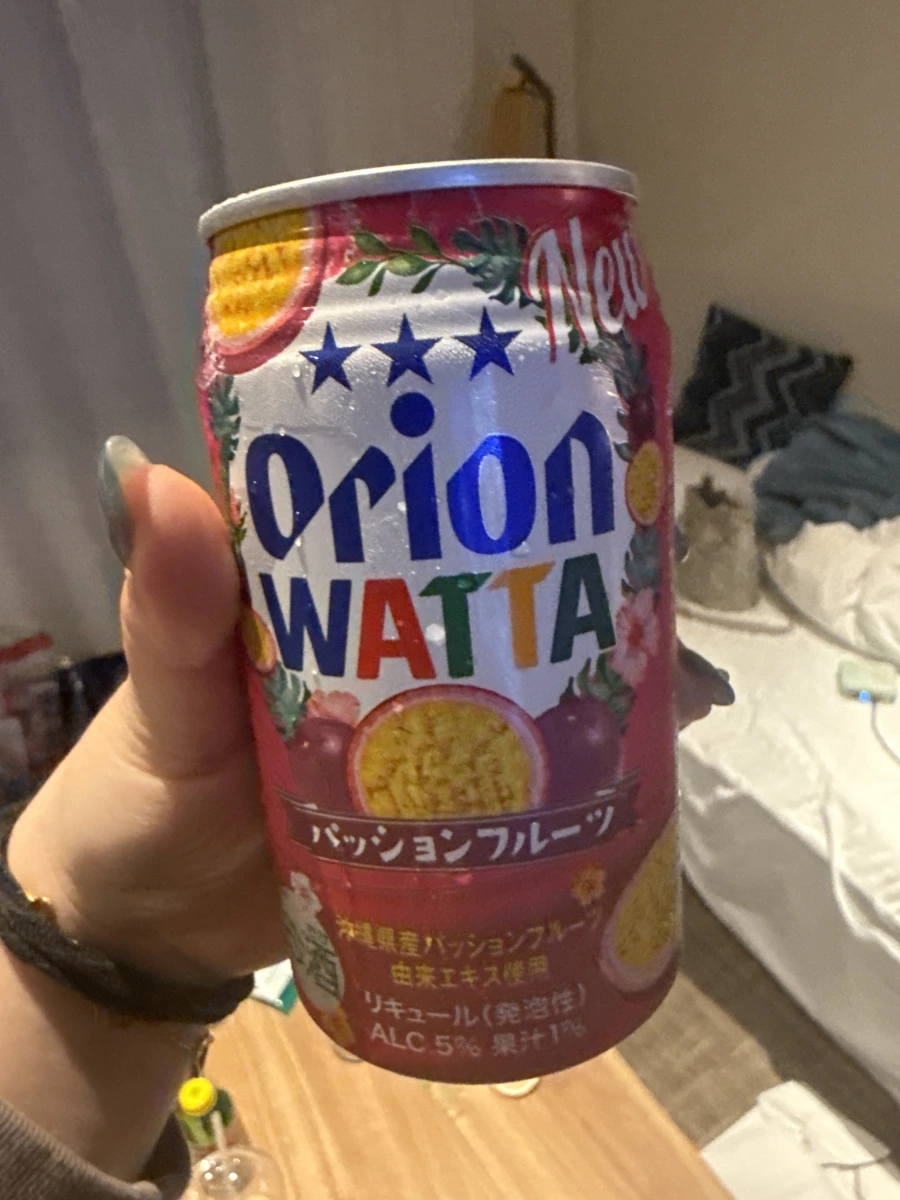 New
orion
WATTA
パッションフルーツ
沖縄県産パッションフルーツ
由来エキス使用
酒
リキュール(発泡性)
ALC.5% 果汁1%